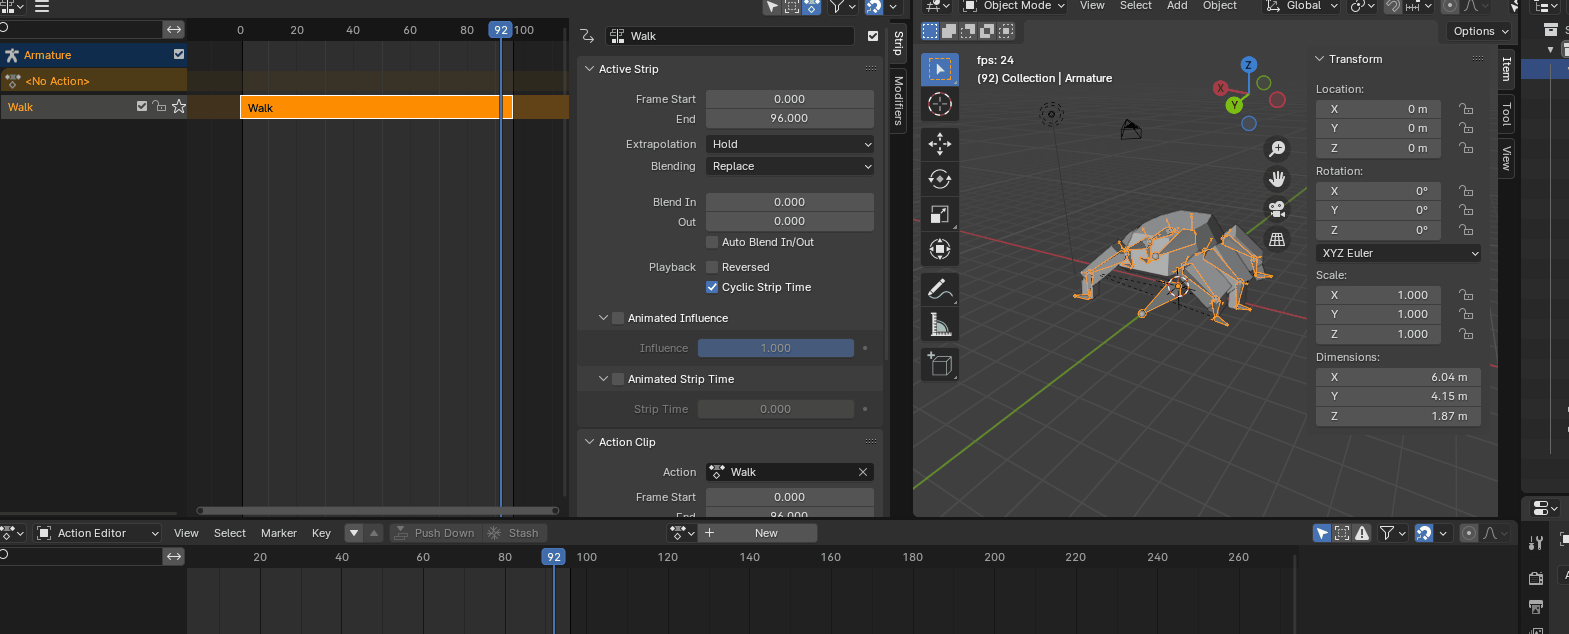 Object Mode
View
Select
Add
Object
Global
0
20
40
60
80
92
100
Walk
Options
Armature
<No Action>
Walk
Walk
Active Strip
Frame Start
0.000
End
96.000
Extrapolation
Hold
Blending
Replace
Blend In
0.000
Out
0.000
Auto Blend In/Out
Playback
Reversed
Cyclic Strip Time
Animated Influence
Influence
1.000
Animated Strip Time
Strip Time
0.000
Action Clip
Action
Walk
Frame Start
0.000
End
96.000
Strip
Modifiers
fps: 24
(92) Collection | Armature
Z
X
Y
Transform
Location:
X
0 m
Y
0 m
Z
0 m
Rotation:
X
0°
Y
0°
Z
0°
XYZ Euler
Scale:
X
1.000
Y
1.000
Z
1.000
Dimensions:
X
6.04 m
Y
4.15 m
Z
1.87 m
Item
Tool
View
Action Editor
View
Select
Marker
Key
Push Down
Stash
New
20
40
60
80
92
100
120
140
160
180
200
220
240
260